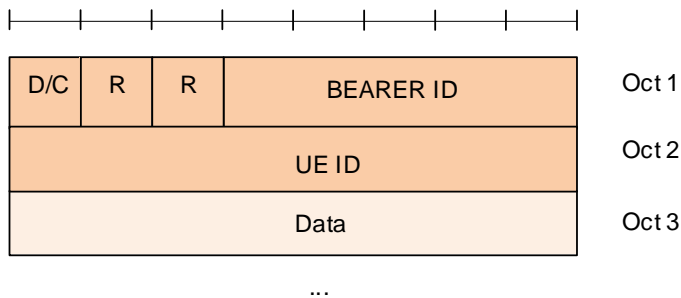 D/C R R BEARER ID Oct 1
UE ID Oct 2
Data Oct 3
...